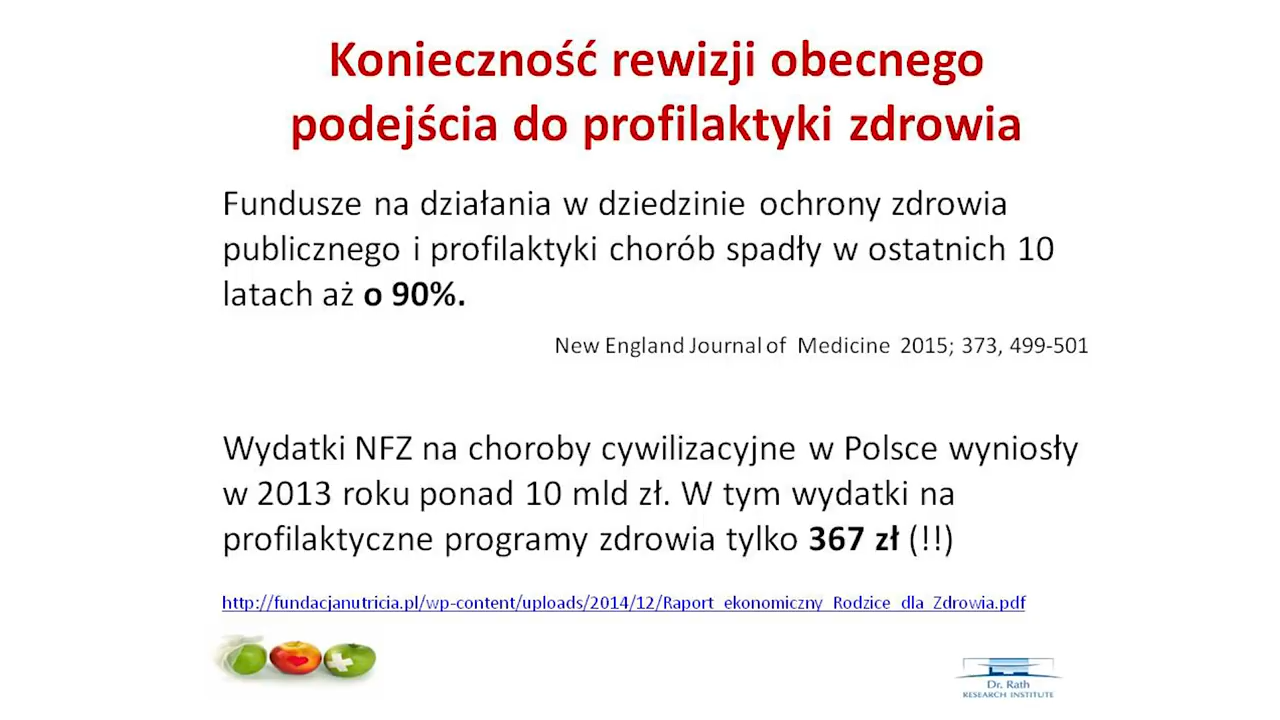 Konieczność rewizji obecnego
podejścia do profilaktyki zdrowia
Fundusze na działania w dziedzinie ochrony zdrowia
publicznego i profilaktyki chorób spadły w ostatnich 10
latach aż o 90%.
New England Journal of Medicine 2015; 373, 499-501
Wydatki NFZ na choroby cywilizacyjne w Polsce wyniosły
w 2013 roku ponad 10 mld zł. W tym wydatki na
profilaktyczne programy zdrowia tylko 367 zł (!!)
http://fundacjanutricia.pl/wp-content/uploads/2014/12/Raport_ekonomiczny_Rodzice_dla_Zdrowia.pdf
Dr. Rath
RESEARCH INSTITUTE